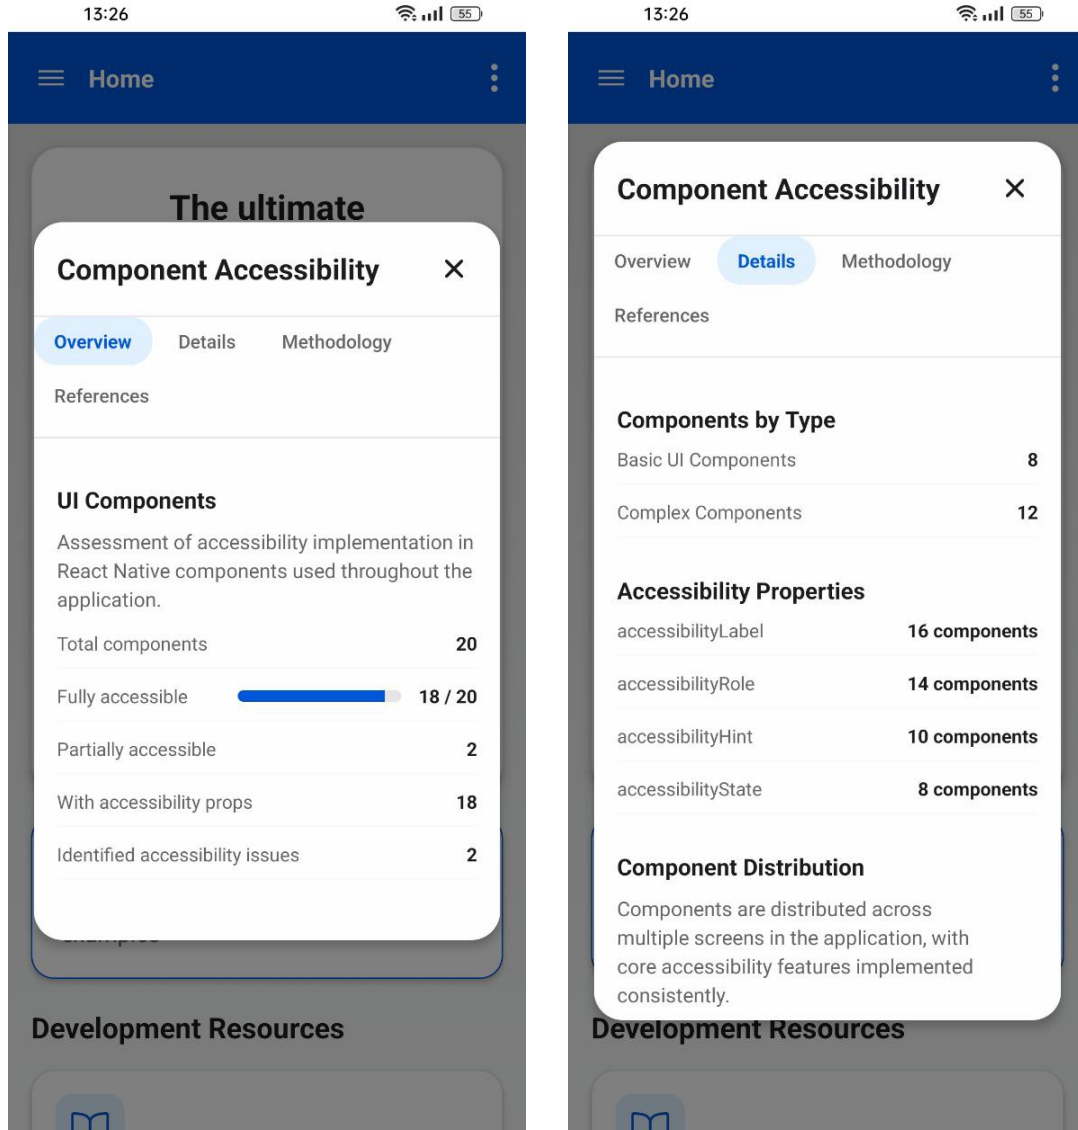 13:26
55
Home
The ultimate
Component Accessibility
Overview Details Methodology
References
UI Components
Assessment of accessibility implementation in
React Native components used throughout the
application.
Total components 20
Fully accessible 18 / 20
Partially accessible 2
With accessibility props 18
Identified accessibility issues 2
Development Resources
13:26
55
Home
Component Accessibility
Overview Details Methodology
References
Components by Type
Basic UI Components 8
Complex Components 12
Accessibility Properties
accessibilityLabel 16 components
accessibilityRole 14 components
accessibilityHint 10 components
accessibilityState 8 components
Component Distribution
Components are distributed across
multiple screens in the application, with
core accessibility features implemented
consistently.
Development Resources